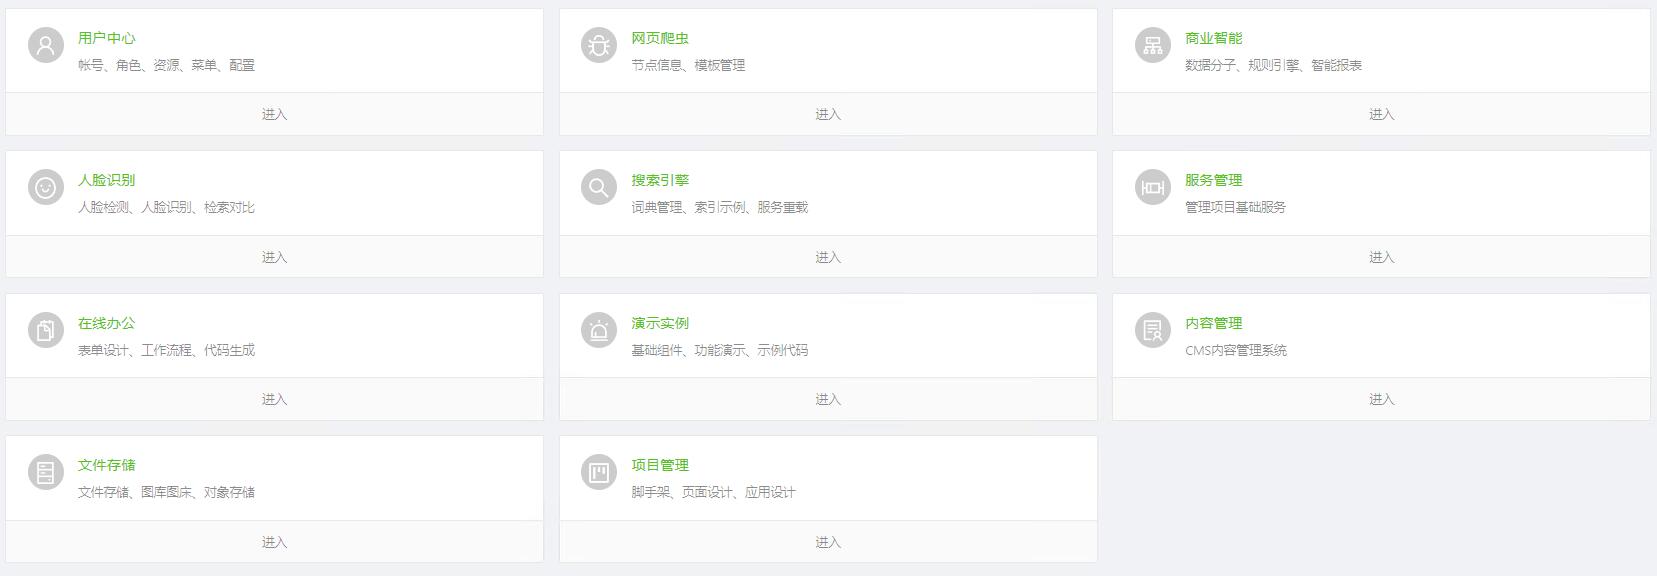 用户中心
帐号、角色、资源、菜单、配置
进入
网页爬虫
节点信息、模板管理
进入
商业智能
数据分子、规则引擎、智能报表
进入
人脸识别
人脸检测、人脸识别、检索对比
进入
搜索引擎
词典管理、索引示例、服务重载
进入
服务管理
管理项目基础服务
进入
在线办公
表单设计、工作流程、代码生成
进入
演示实例
基础组件、功能演示、示例代码
进入
内容管理
CMS内容管理系统
进入
文件存储
文件存储、图库图床、对象存储
进入
项目管理
脚手架、页面设计、应用设计
进入